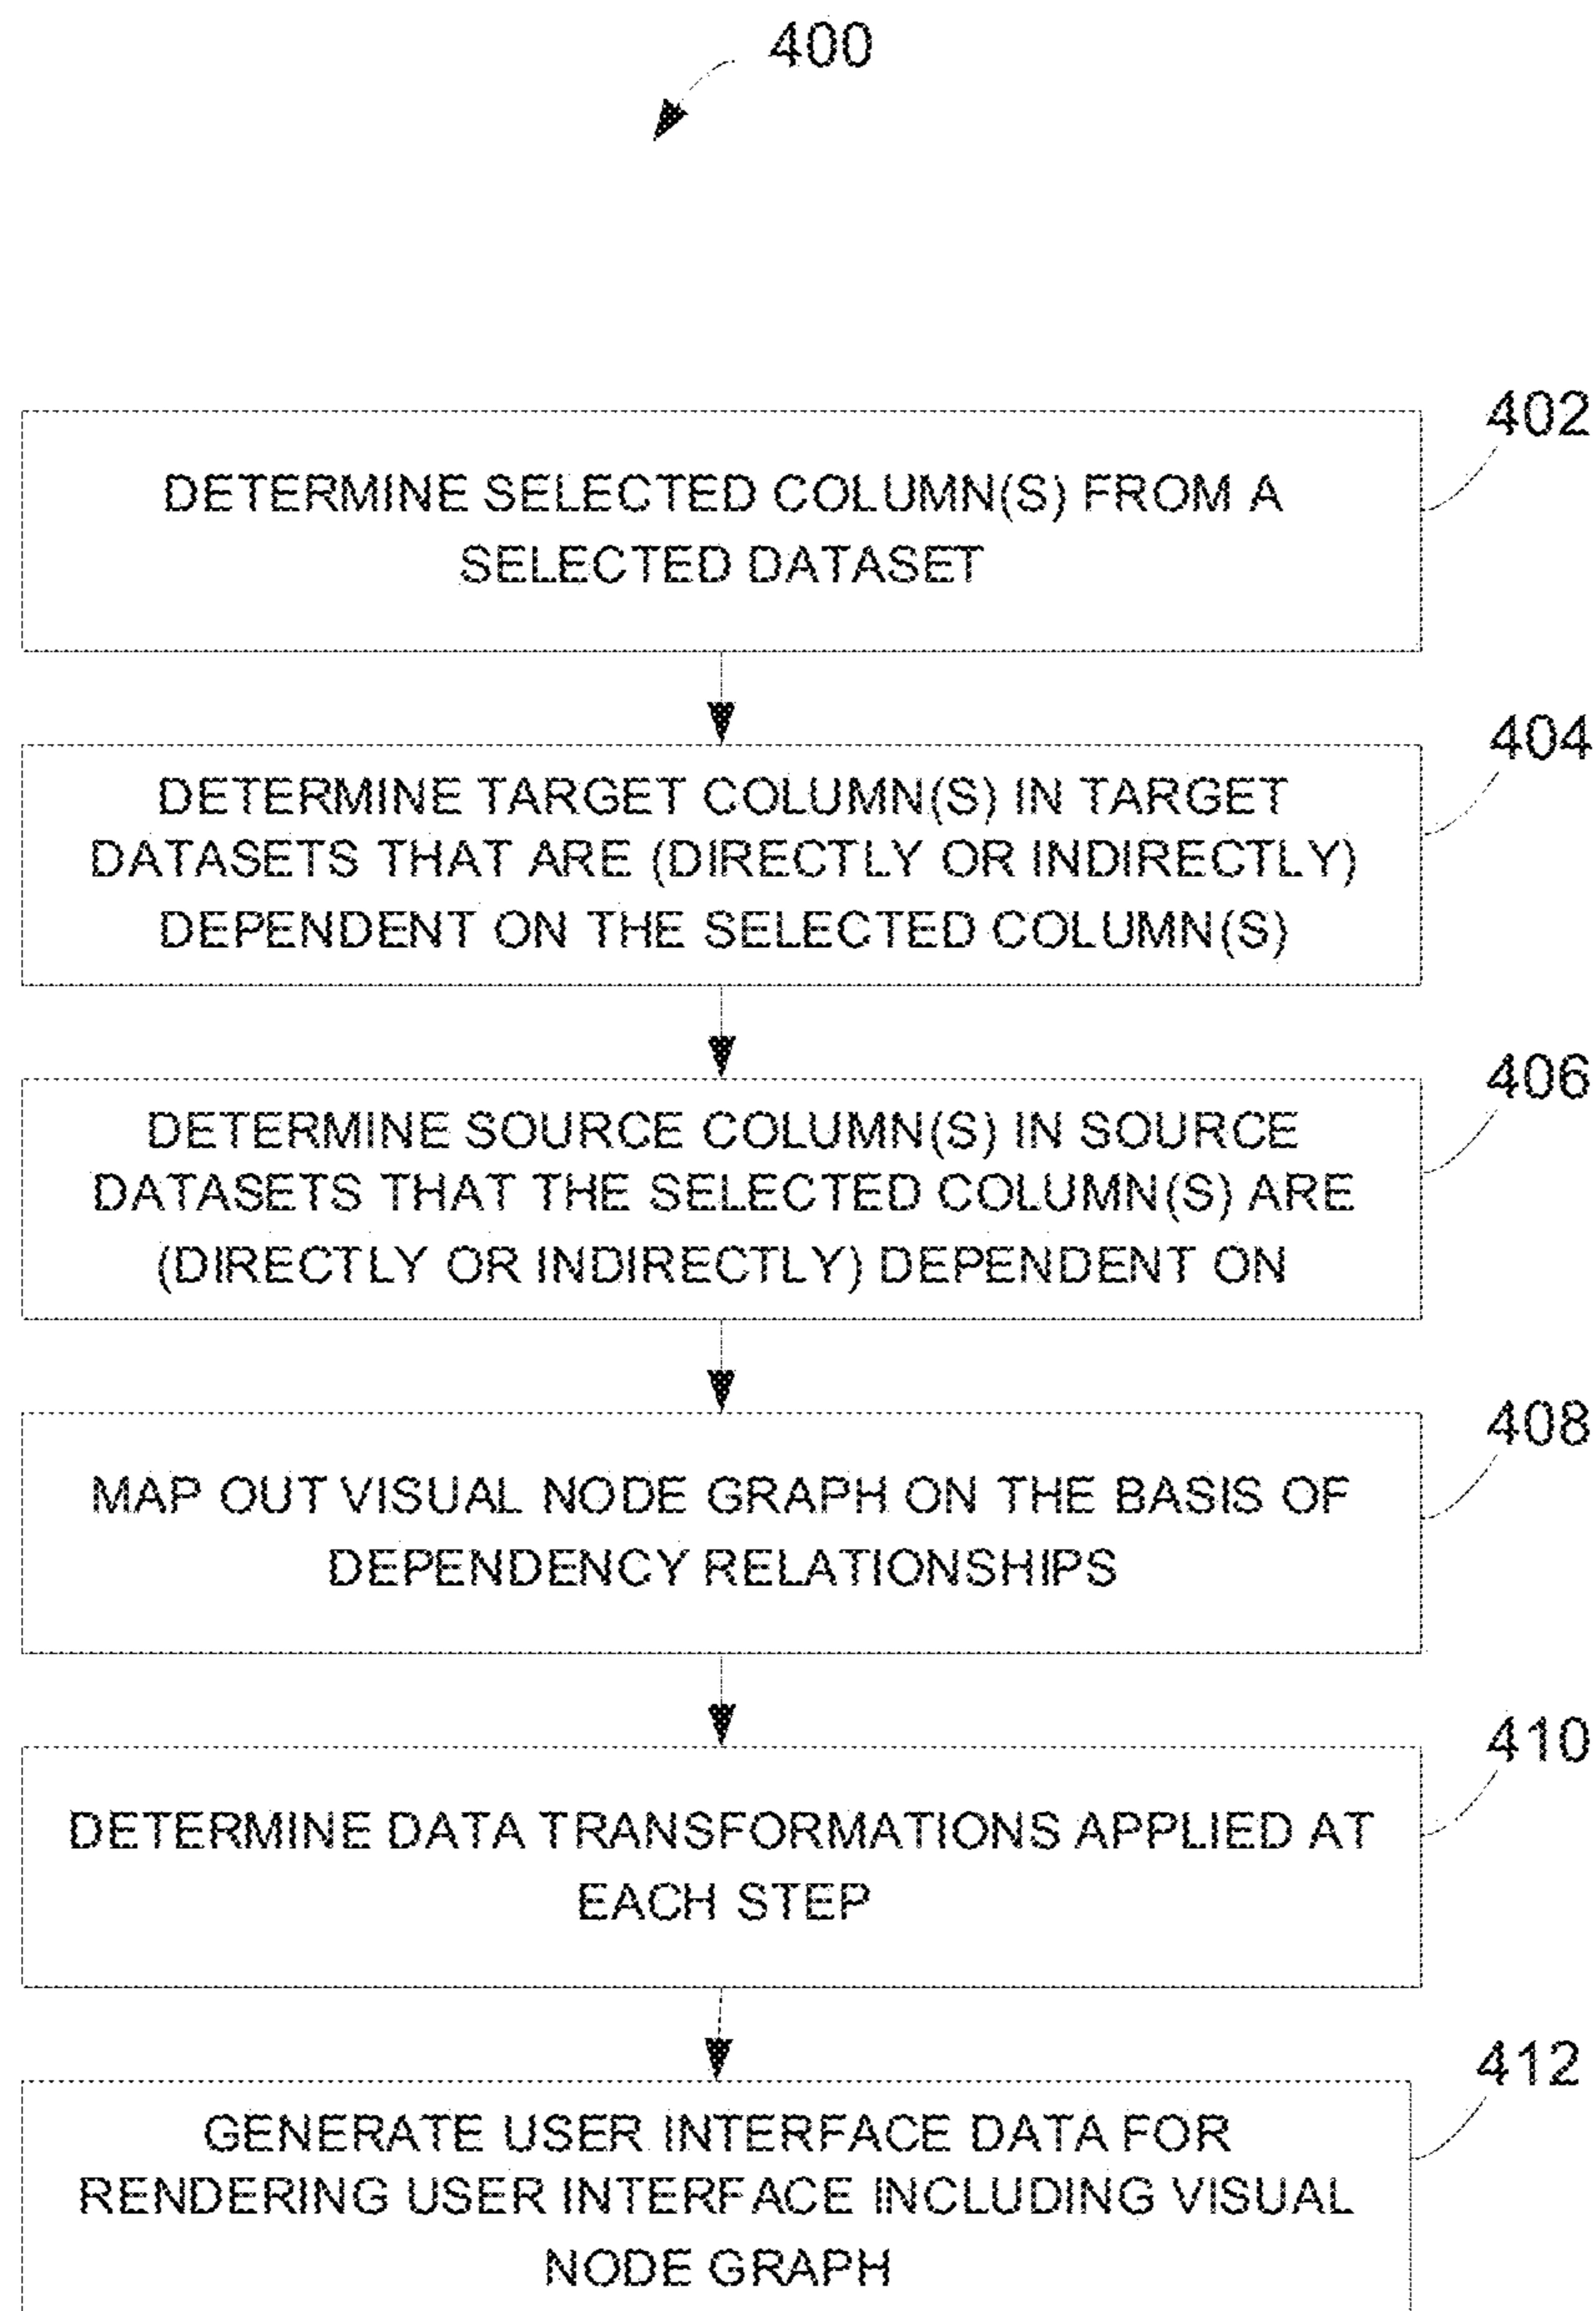 400
402
DETERMINE SELECTED COLUMN(S) FROM A
SELECTED DATASET
404
DETERMINE TARGET COLUMN(S) IN TARGET
DATASETS THAT ARE (DIRECTLY OR INDIRECTLY)
DEPENDENT ON THE SELECTED COLUMN(S)
406
DETERMINE SOURCE COLUMN(S) IN SOURCE
DATASETS THAT THE SELECTED COLUMN(S) ARE
(DIRECTLY OR INDIRECTLY) DEPENDENT ON
408
MAP OUT VISUAL NODE GRAPH ON THE BASIS OF
DEPENDENCY RELATIONSHIPS
410
DETERMINE DATA TRANSFORMATIONS APPLIED AT
EACH STEP
412
GENERATE USER INTERFACE DATA FOR
RENDERING USER INTERFACE INCLUDING VISUAL
NODE GRAPH